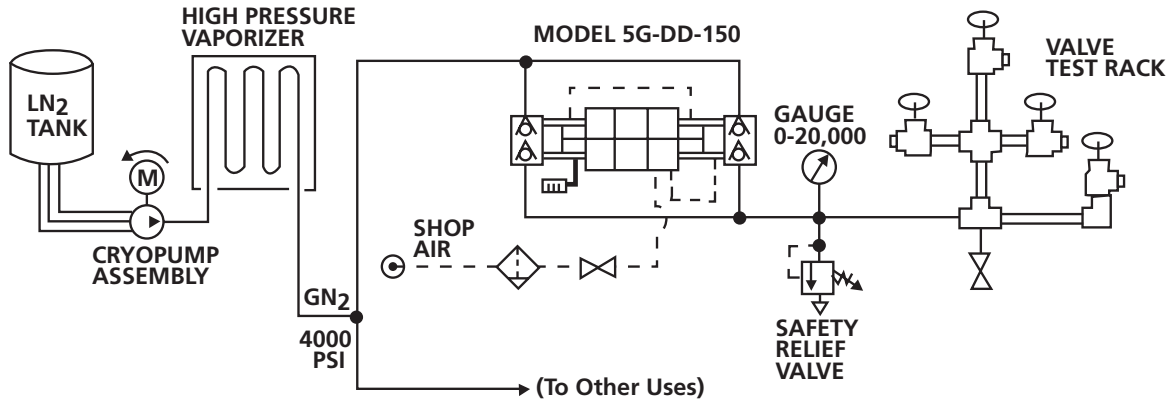 HIGH PRESSURE
VAPORIZER
MODEL 5G-DD-150
VALVE
TEST RACK
LN2
TANK
GAUGE
0-20,000
M
SHOP
AIR
CRYOPUMP
ASSEMBLY
GN2
4000
PSI
SAFETY
RELIEF
VALVE
(To Other Uses)